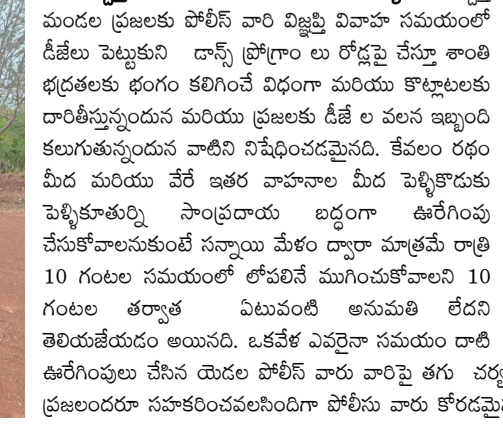 మండల ప్రజలకు పోలీస్ వారి విజ్ఞప్తి వివాహ సమయంలో
డీజేలు పెట్టుకుని డాన్స్ ప్రోగ్రాం లు రోడ్లపై చేస్తూ శాంతి
భద్రతలకు భంగం కలిగించే విధంగా మరియు కొట్లాటలకు
దారితీస్తున్నందున మరియు ప్రజలకు డీజే ల వలన ఇబ్బంది
కలుగుతున్నందున వాటిని నిషేధించడమైనది. కేవలం రథం
మీద మరియు వేరే ఇతర వాహనాల మీద పెళ్ళికొడుకు
పెళ్ళికూతుర్ని సాంప్రదాయ బద్ధంగా ఊరేగింపు
చేసుకోవాలనుకుంటే సన్నాయి మేళం ద్వారా మాత్రమే రాత్రి
10 గంటల సమయంలో లోపలినే ముగించుకోవాలని 10
గంటల తర్వాత ఏటువంటి అనుమతి లేదని
తెలియజేయడం అయినది. ఒకవేళ ఎవరైనా సమయం దాటి
ఊరేగింపులు చేసిన యెడల పోలీస్ వారు వారిపై తగు
ప్రజలందరూ సహకరించవలసిందిగా పోలీసు వారు